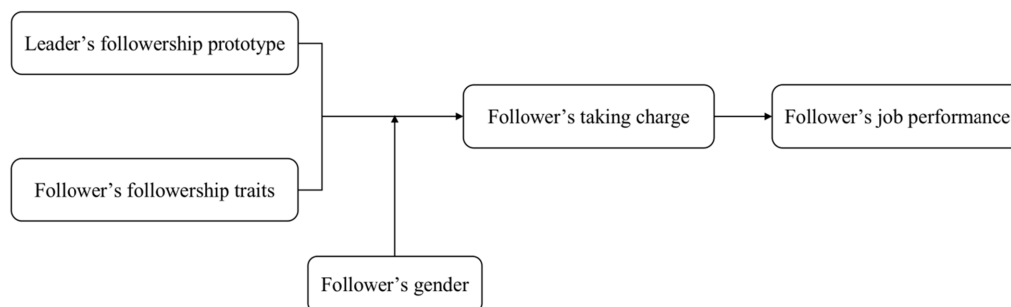 Leader’s followership prototype
Follower’s taking charge
Follower’s job performance
Follower’s followership traits
Follower’s gender